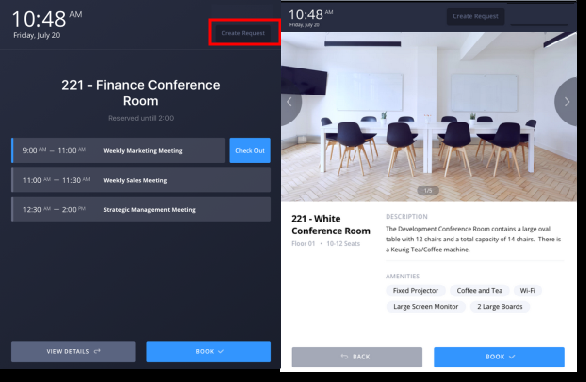 10:48 AM
Friday, July 20
Create Request
221 - Finance Conference
Room
Reserved untill 2:00
9:00 AM — 11:00 AM Weekly Marketing Meeting Check Out
11:00 AM — 11:30 AM Weekly Sales Meeting
12:30 AM — 2:00 PM Strategic Management Meeting
VIEW DETAILS
BOOK
10:48 AM
Friday, July 20
Create Request
1/5
221 - White
Conference Room
Floor 01 • 10-12 Seats
DESCRIPTION
The Development Conference Room contains a large oval
table with 12 chairs and a total capacity of 14 chairs. There is
a Keurig Tea/Coffee machine.
AMENITIES
Fixed Projector Coffee and Tea Wi-Fi
Large Screen Monitor 2 Large Boards
BACK
BOOK